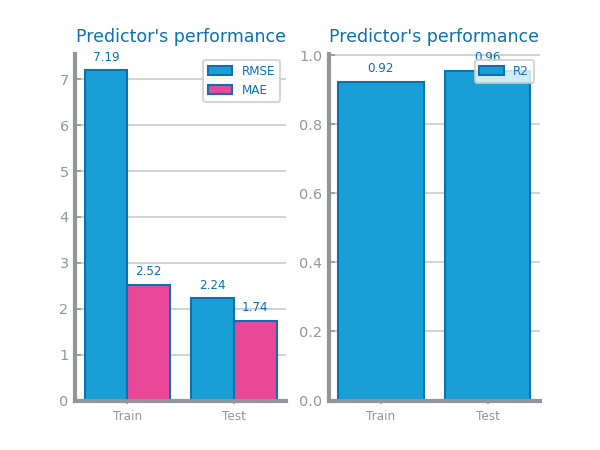 Predictor's performance
7.19
RMSE
MAE
7
6
5
4
3
2
1
0
2.52
2.24
1.74
Train
Test
Predictor's performance
1.0
0.8
0.6
0.4
0.2
0.0
0.92
0.96
R2
Train
Test